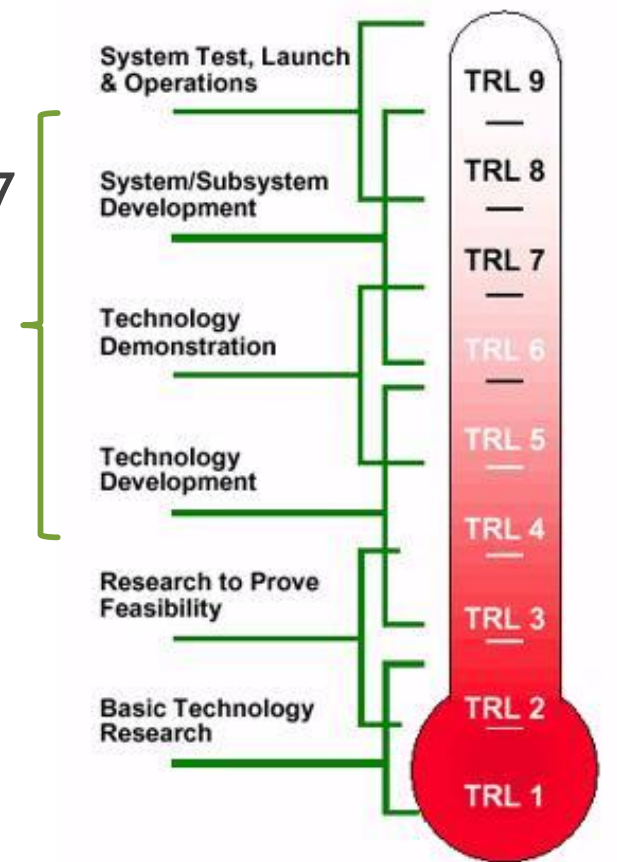 System Test, Launch
& Operations
7
System/Subsystem
Development
Technology
Demonstration
Technology
Development
Research to Prove
Feasibility
Basic Technology
Research
TRL 9
TRL 8
TRL 7
TRL 6
TRL 5
TRL 4
TRL 3
TRL 2
TRL 1